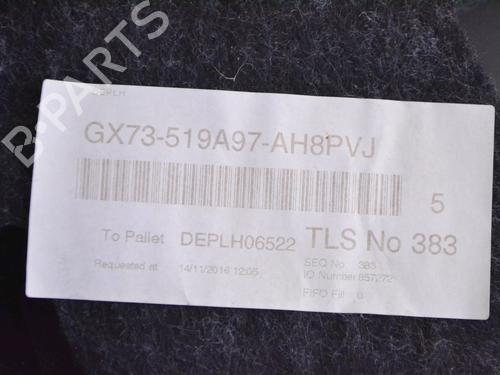 B-PARTS
DEPLH
GX73-519A97-AH8PVJ
5
To Pallet DEPLH06522 TLS No 383
Requested at 14/11/2016 12:05
SEQ No. 383
IO Number 857272
FIFO Fill 0